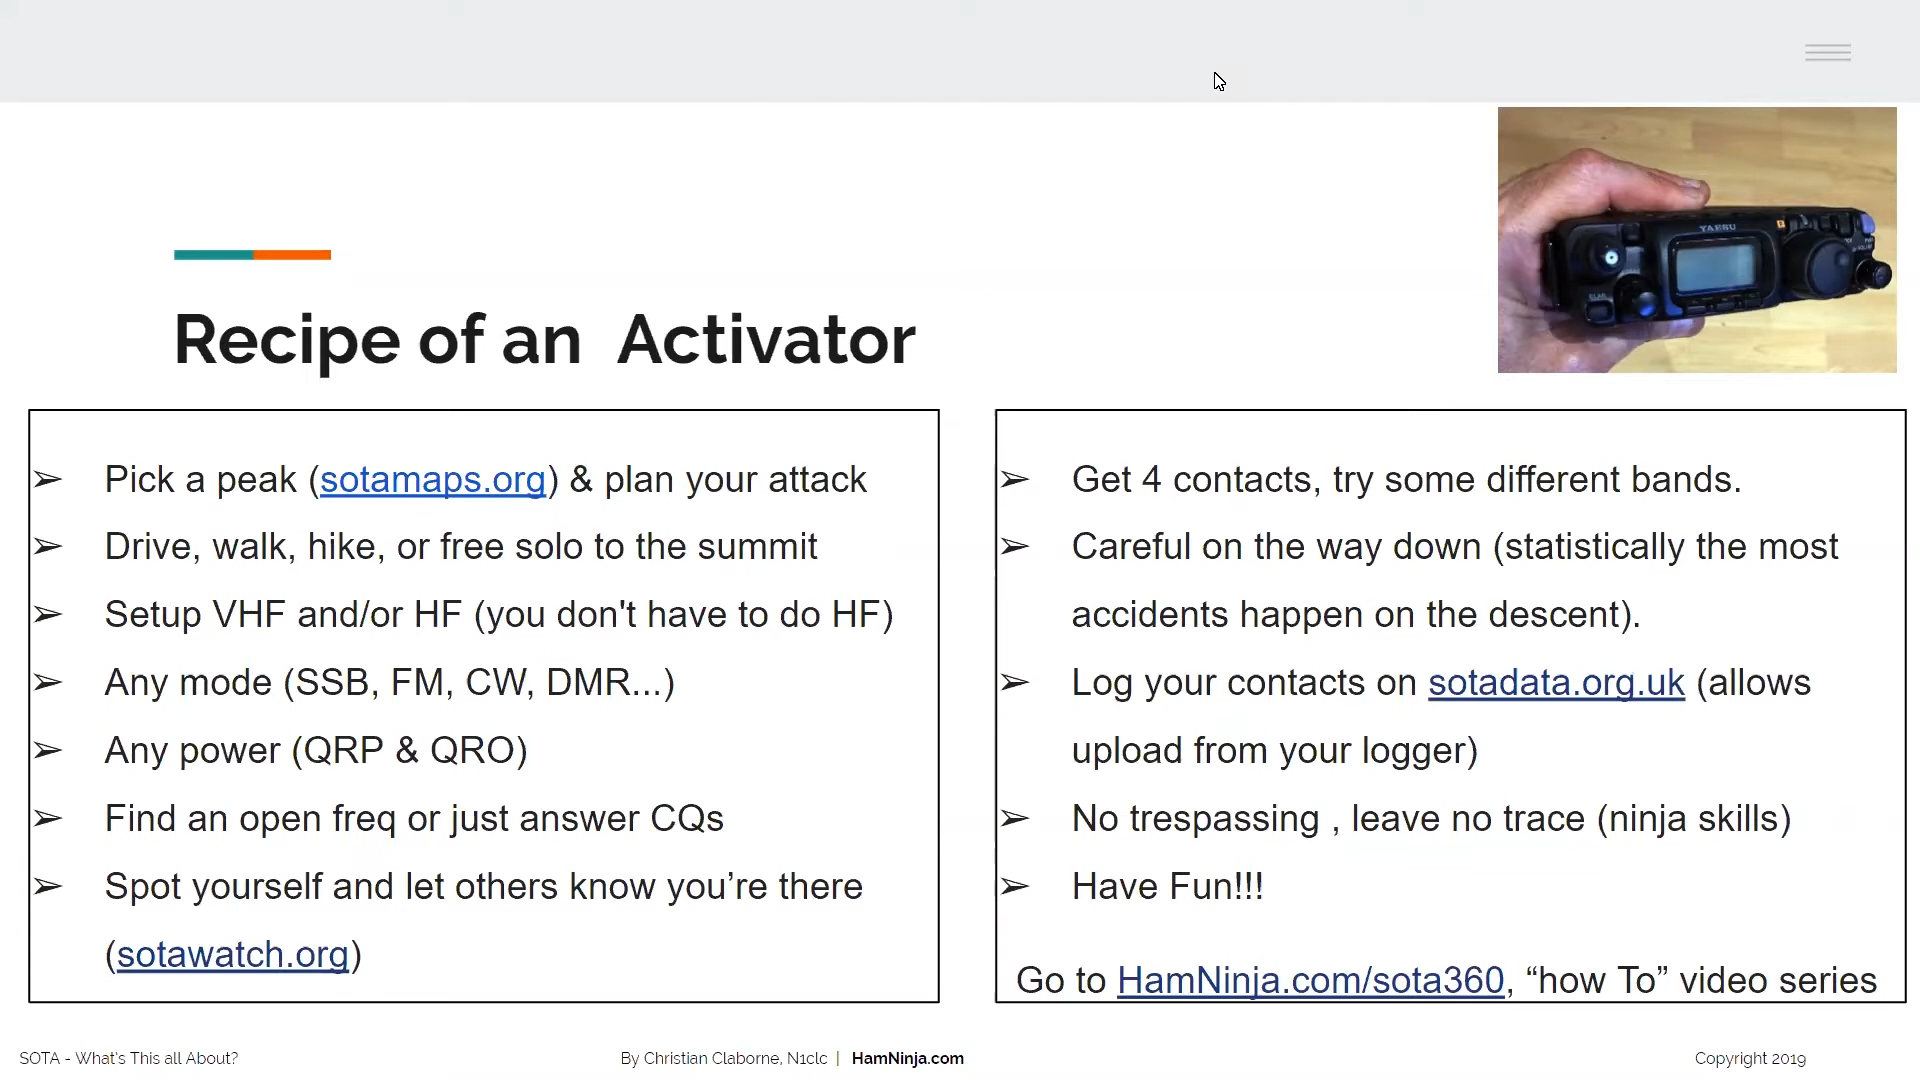 YAESU
Recipe of an Activator
➢ Pick a peak (sotamaps.org) & plan your attack
➢ Drive, walk, hike, or free solo to the summit
➢ Setup VHF and/or HF (you don't have to do HF)
➢ Any mode (SSB, FM, CW, DMR...)
➢ Any power (QRP & QRO)
➢ Find an open freq or just answer CQs
➢ Spot yourself and let others know you’re there
(sotawatch.org)
➢ Get 4 contacts, try some different bands.
➢ Careful on the way down (statistically the most
accidents happen on the descent).
➢ Log your contacts on sotadata.org.uk (allows
upload from your logger)
➢ No trespassing , leave no trace (ninja skills)
➢ Have Fun!!!
Go to HamNinja.com/sota360, “how To” video series
SOTA - What's This all About?
By Christian Claborne, N1clc | HamNinja.com
Copyright 2019